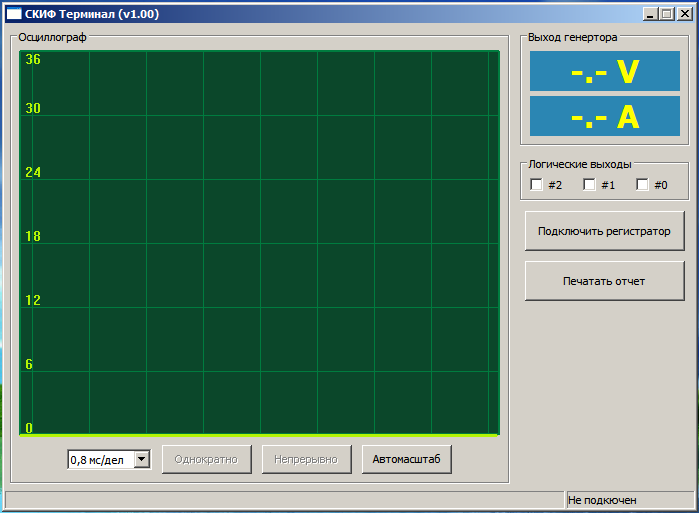 СКИФ Терминал (v1.00)
Осциллограф
36
30
24
18
12
6
0
0,8 мс/дел
Однократно
Непрерывно
Автомасштаб
Выход генертора
-.- V
-.- A
Логические выходы
#2 #1 #0
Подключить регистратор
Печатать отчет
Не подкючен